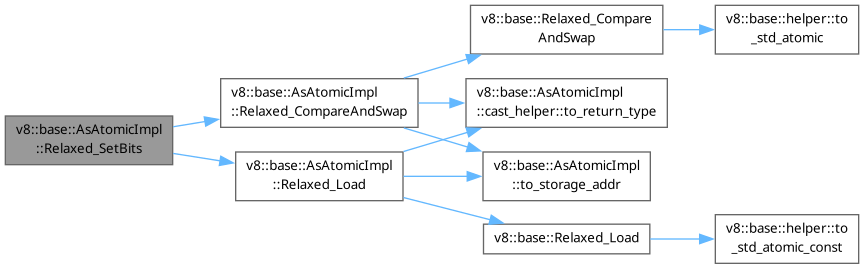 v8::base::AsAtomicImpl
::Relaxed_SetBits
v8::base::AsAtomicImpl
::Relaxed_CompareAndSwap
v8::base::AsAtomicImpl
::Relaxed_Load
v8::base::Relaxed_Compare
AndSwap
v8::base::AsAtomicImpl
::cast_helper::to_return_type
v8::base::AsAtomicImpl
::to_storage_addr
v8::base::Relaxed_Load
v8::base::helper::to
_std_atomic
v8::base::helper::to
_std_atomic_const